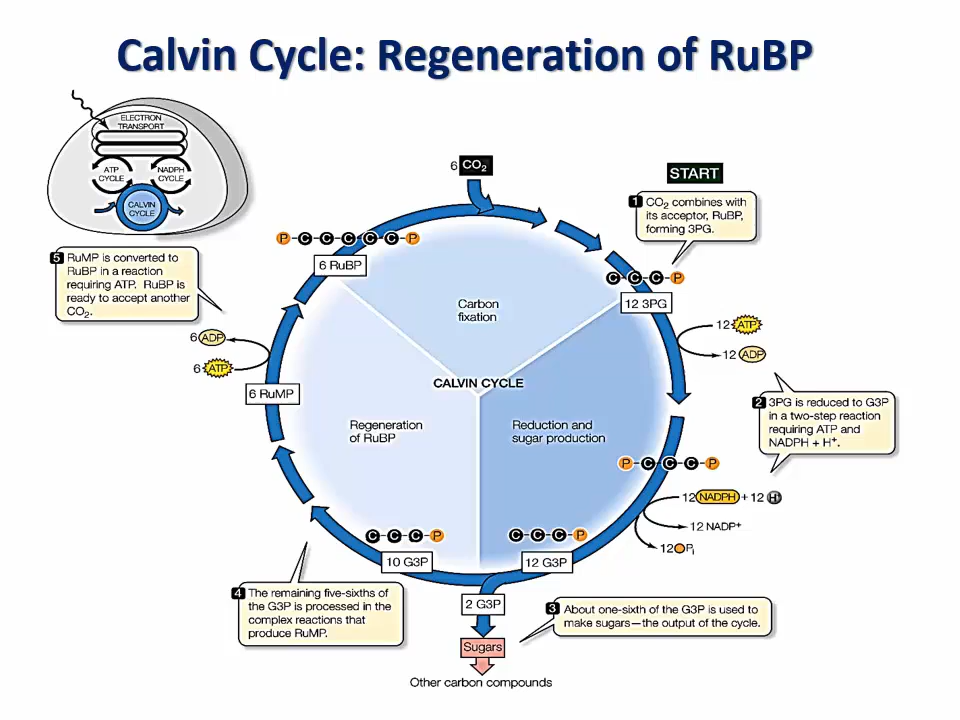 Calvin Cycle: Regeneration of RuBP
ELECTRON
TRANSPORT
ATP
CYCLE
NADPH
CYCLE
CALVIN
CYCLE
6 CO₂
START
1 CO₂ combines with
its acceptor, RuBP,
forming 3PG.
P C C C C C P
6 RuBP
C C C P
12 3PG
5 RuMP is converted to
RuBP in a reaction
requiring ATP. RuBP is
ready to accept another
CO₂.
Carbon
fixation
12 ATP
12 ADP
6 ADP
6 ATP
CALVIN CYCLE
6 RuMP
2 3PG is reduced to G3P
in a two-step reaction
requiring ATP and
NADPH + H⁺.
Regeneration
of RuBP
Reduction and
sugar production
P C C C P
12 NADPH + 12 H⁺
12 NADP⁺
12 Pi
C C C P
10 G3P
C C C P
12 G3P
4 The remaining five-sixths of
the G3P is processed in the
complex reactions that
produce RuMP.
2 G3P
3 About one-sixth of the G3P is used to
make sugars—the output of the cycle.
Sugars
Other carbon compounds